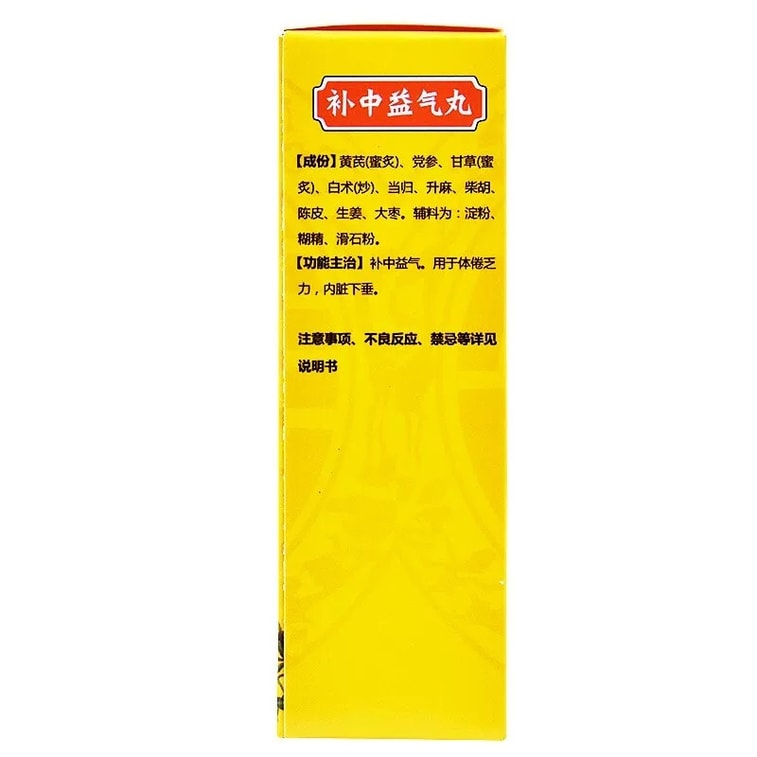 补中益气丸
【成份】黄芪(蜜炙)、党参、甘草(蜜
炙)、白术(炒)、当归、升麻、柴胡、
陈皮、生姜、大枣。辅料为：淀粉、
糊精、滑石粉。
【功能主治】补中益气。用于体倦乏
力，内脏下垂。
注意事项、不良反应、禁忌等详见
说明书